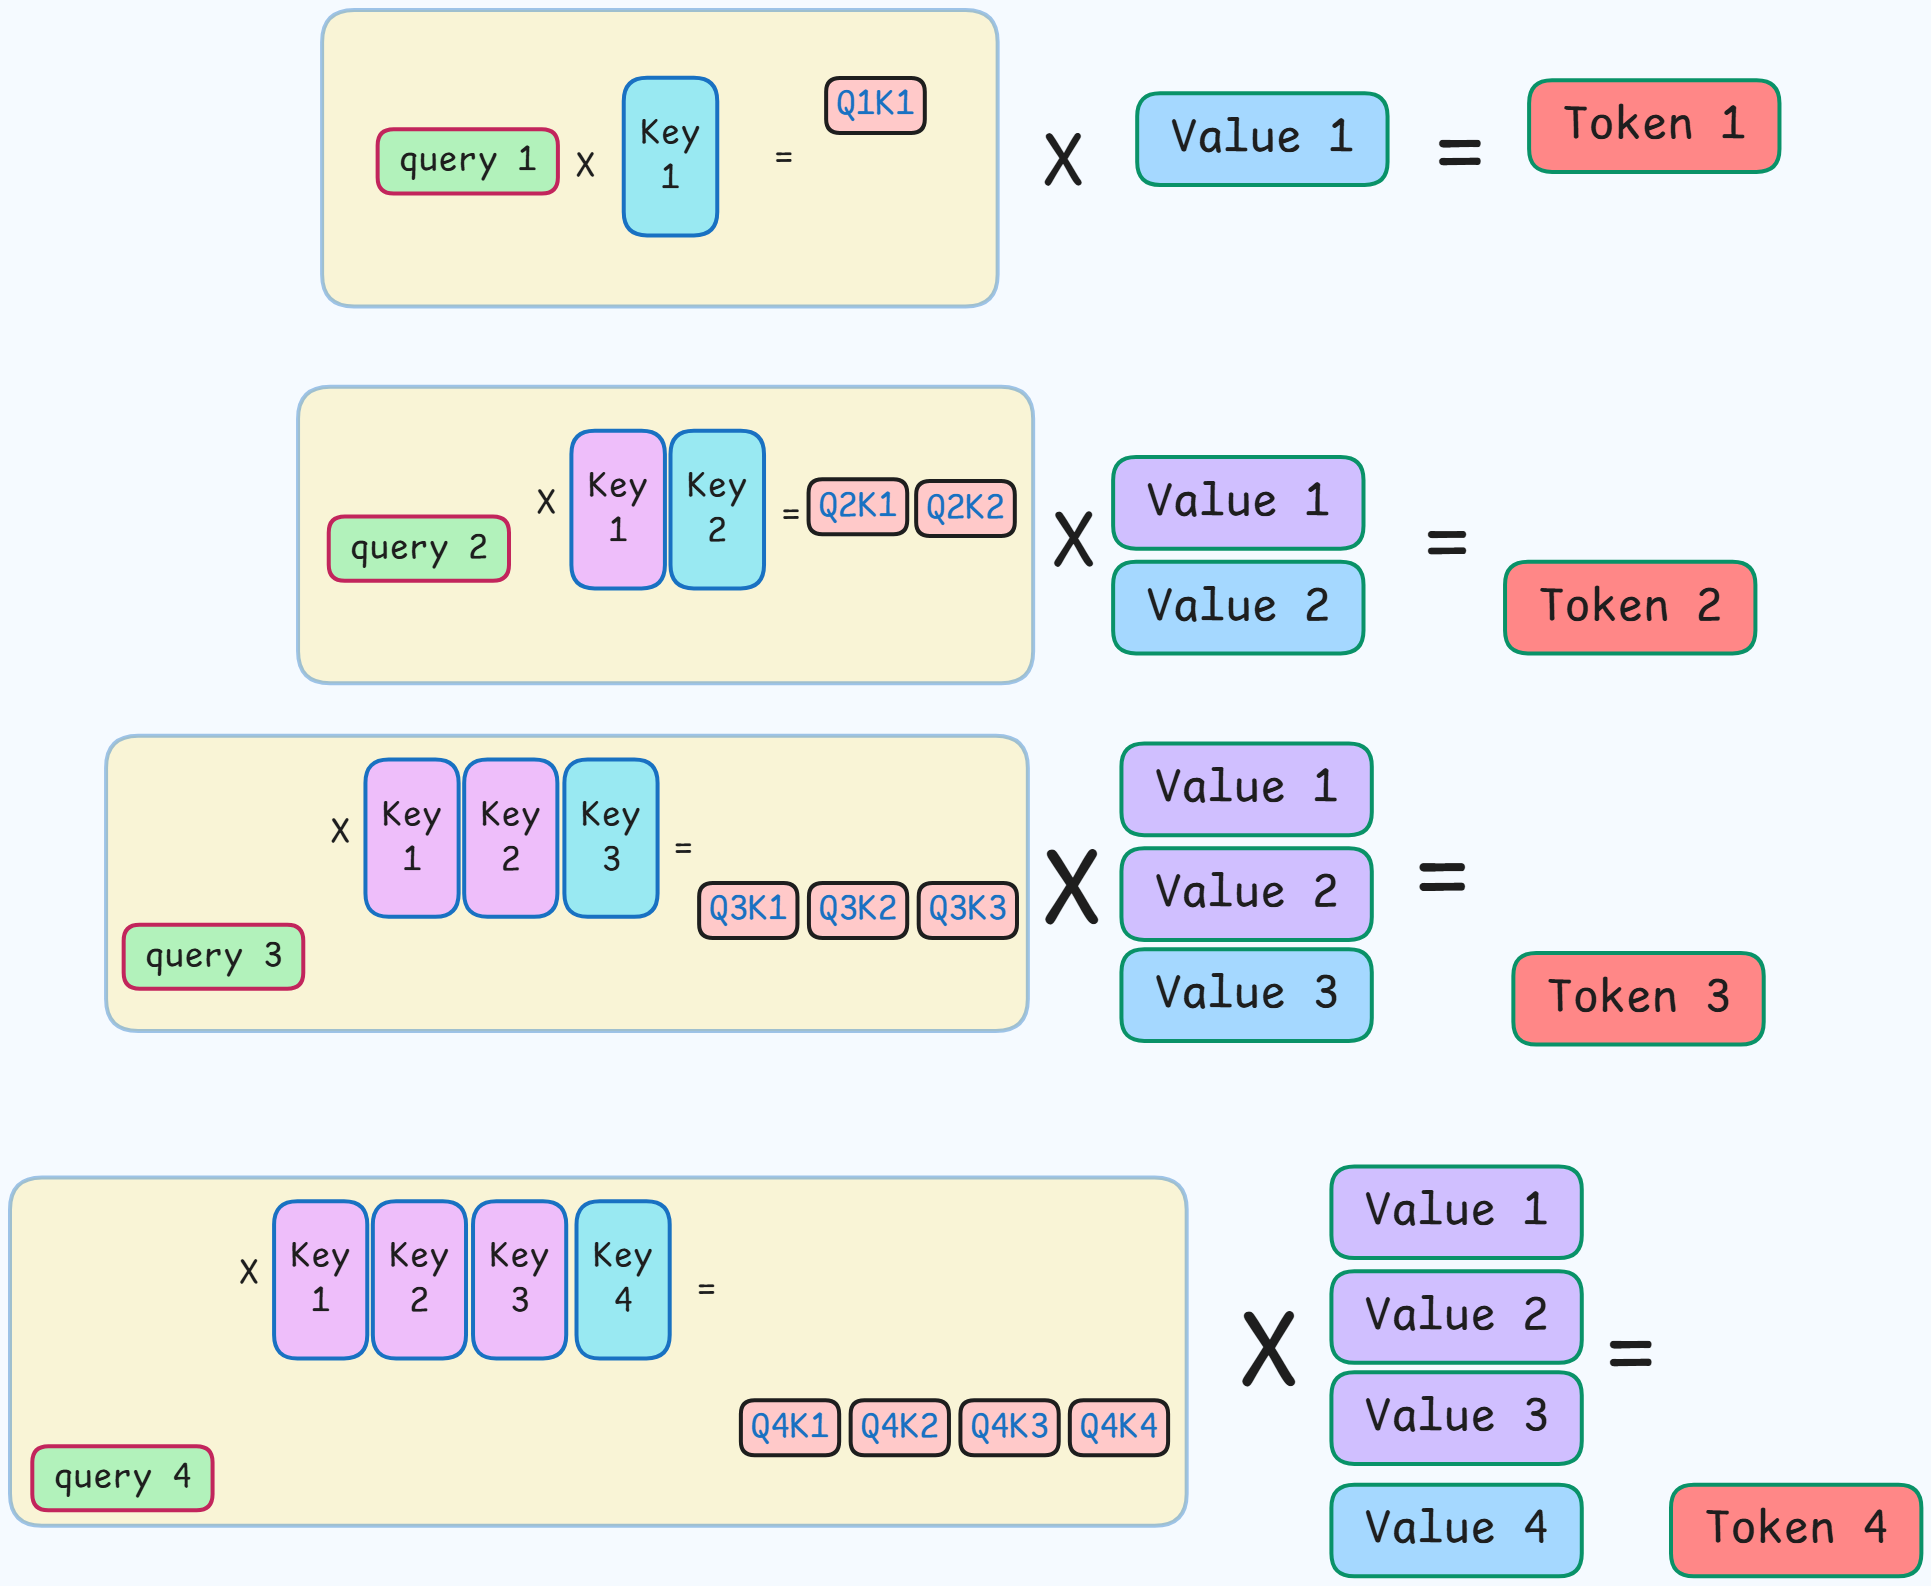 query 1 X Key 1 = Q1K1 X Value 1 = Token 1
query 2 X Key 1 Key 2 = Q2K1 Q2K2 X Value 1 Value 2 = Token 2
query 3 X Key 1 Key 2 Key 3 = Q3K1 Q3K2 Q3K3 X Value 1 Value 2 Value 3 = Token 3
query 4 X Key 1 Key 2 Key 3 Key 4 = Q4K1 Q4K2 Q4K3 Q4K4 X Value 1 Value 2 Value 3 Value 4 = Token 4